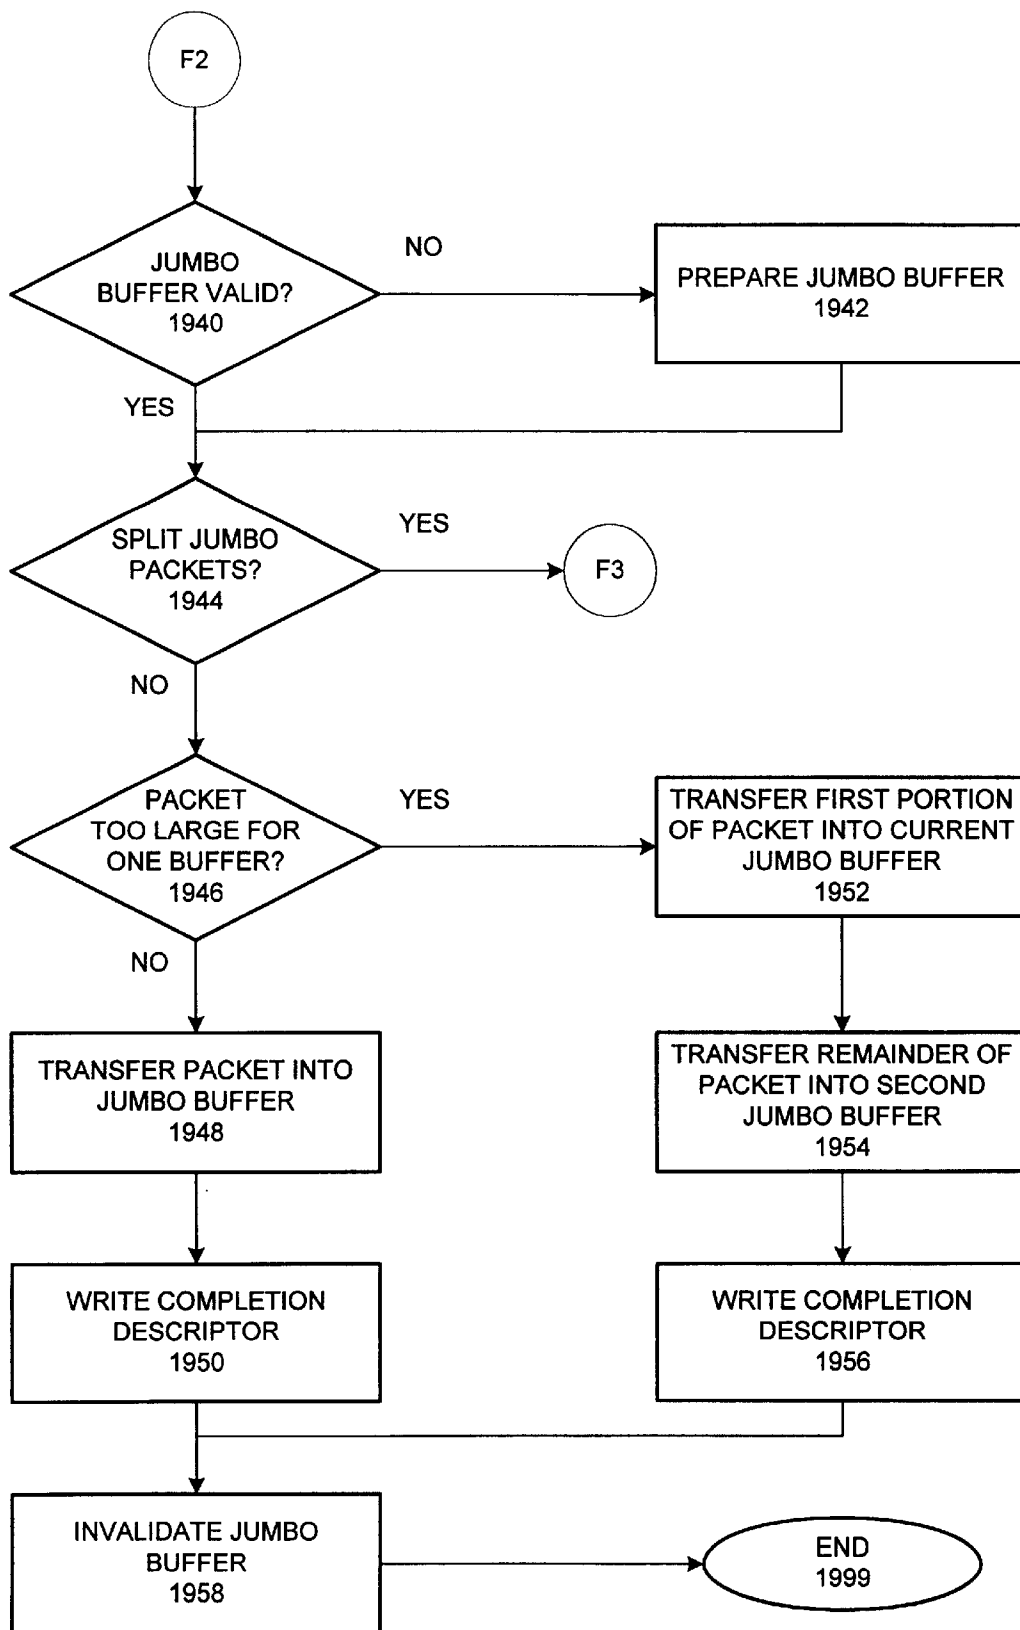 F2
JUMBO
BUFFER VALID?
1940
NO
PREPARE JUMBO BUFFER
1942
YES
SPLIT JUMBO
PACKETS?
1944
YES
F3
NO
PACKET
TOO LARGE FOR
ONE BUFFER?
1946
YES
TRANSFER FIRST PORTION
OF PACKET INTO CURRENT
JUMBO BUFFER
1952
NO
TRANSFER PACKET INTO
JUMBO BUFFER
1948
TRANSFER REMAINDER OF
PACKET INTO SECOND
JUMBO BUFFER
1954
WRITE COMPLETION
DESCRIPTOR
1950
WRITE COMPLETION
DESCRIPTOR
1956
INVALIDATE JUMBO
BUFFER
1958
END
1999